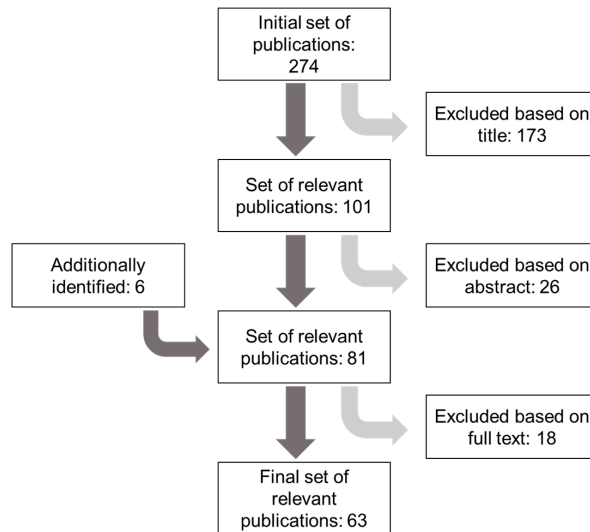 Initial set of
publications:
274
Excluded based on
title: 173
Set of relevant
publications: 101
Additionally
identified: 6
Excluded based on
abstract: 26
Set of relevant
publications: 81
Excluded based on
full text: 18
Final set of
relevant
publications: 63